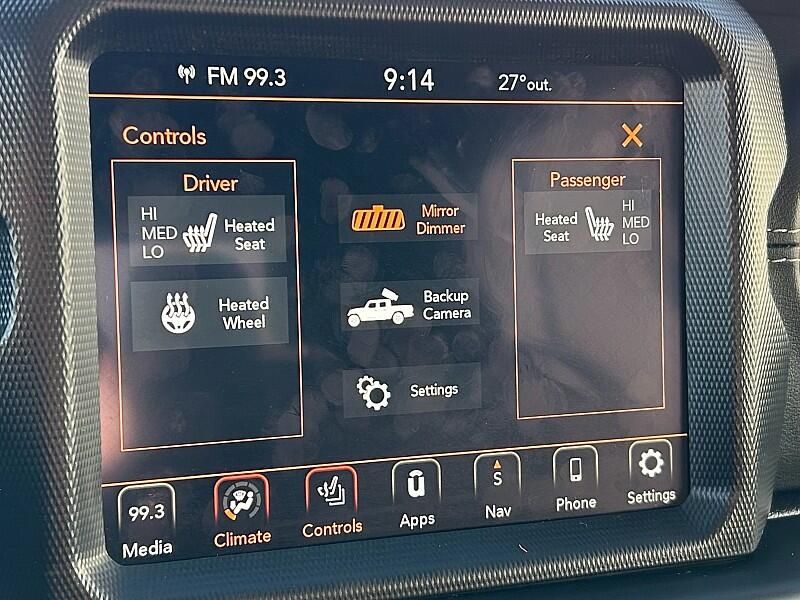 FM 99.3
9:14
27°out.
Controls
Driver
HI
MED
LO
Heated
Seat
Heated
Wheel
Mirror
Dimmer
Backup
Camera
Settings
Passenger
Heated
Seat
HI
MED
LO
99.3
Media
Climate
Controls
Apps
S
Nav
Phone
Settings